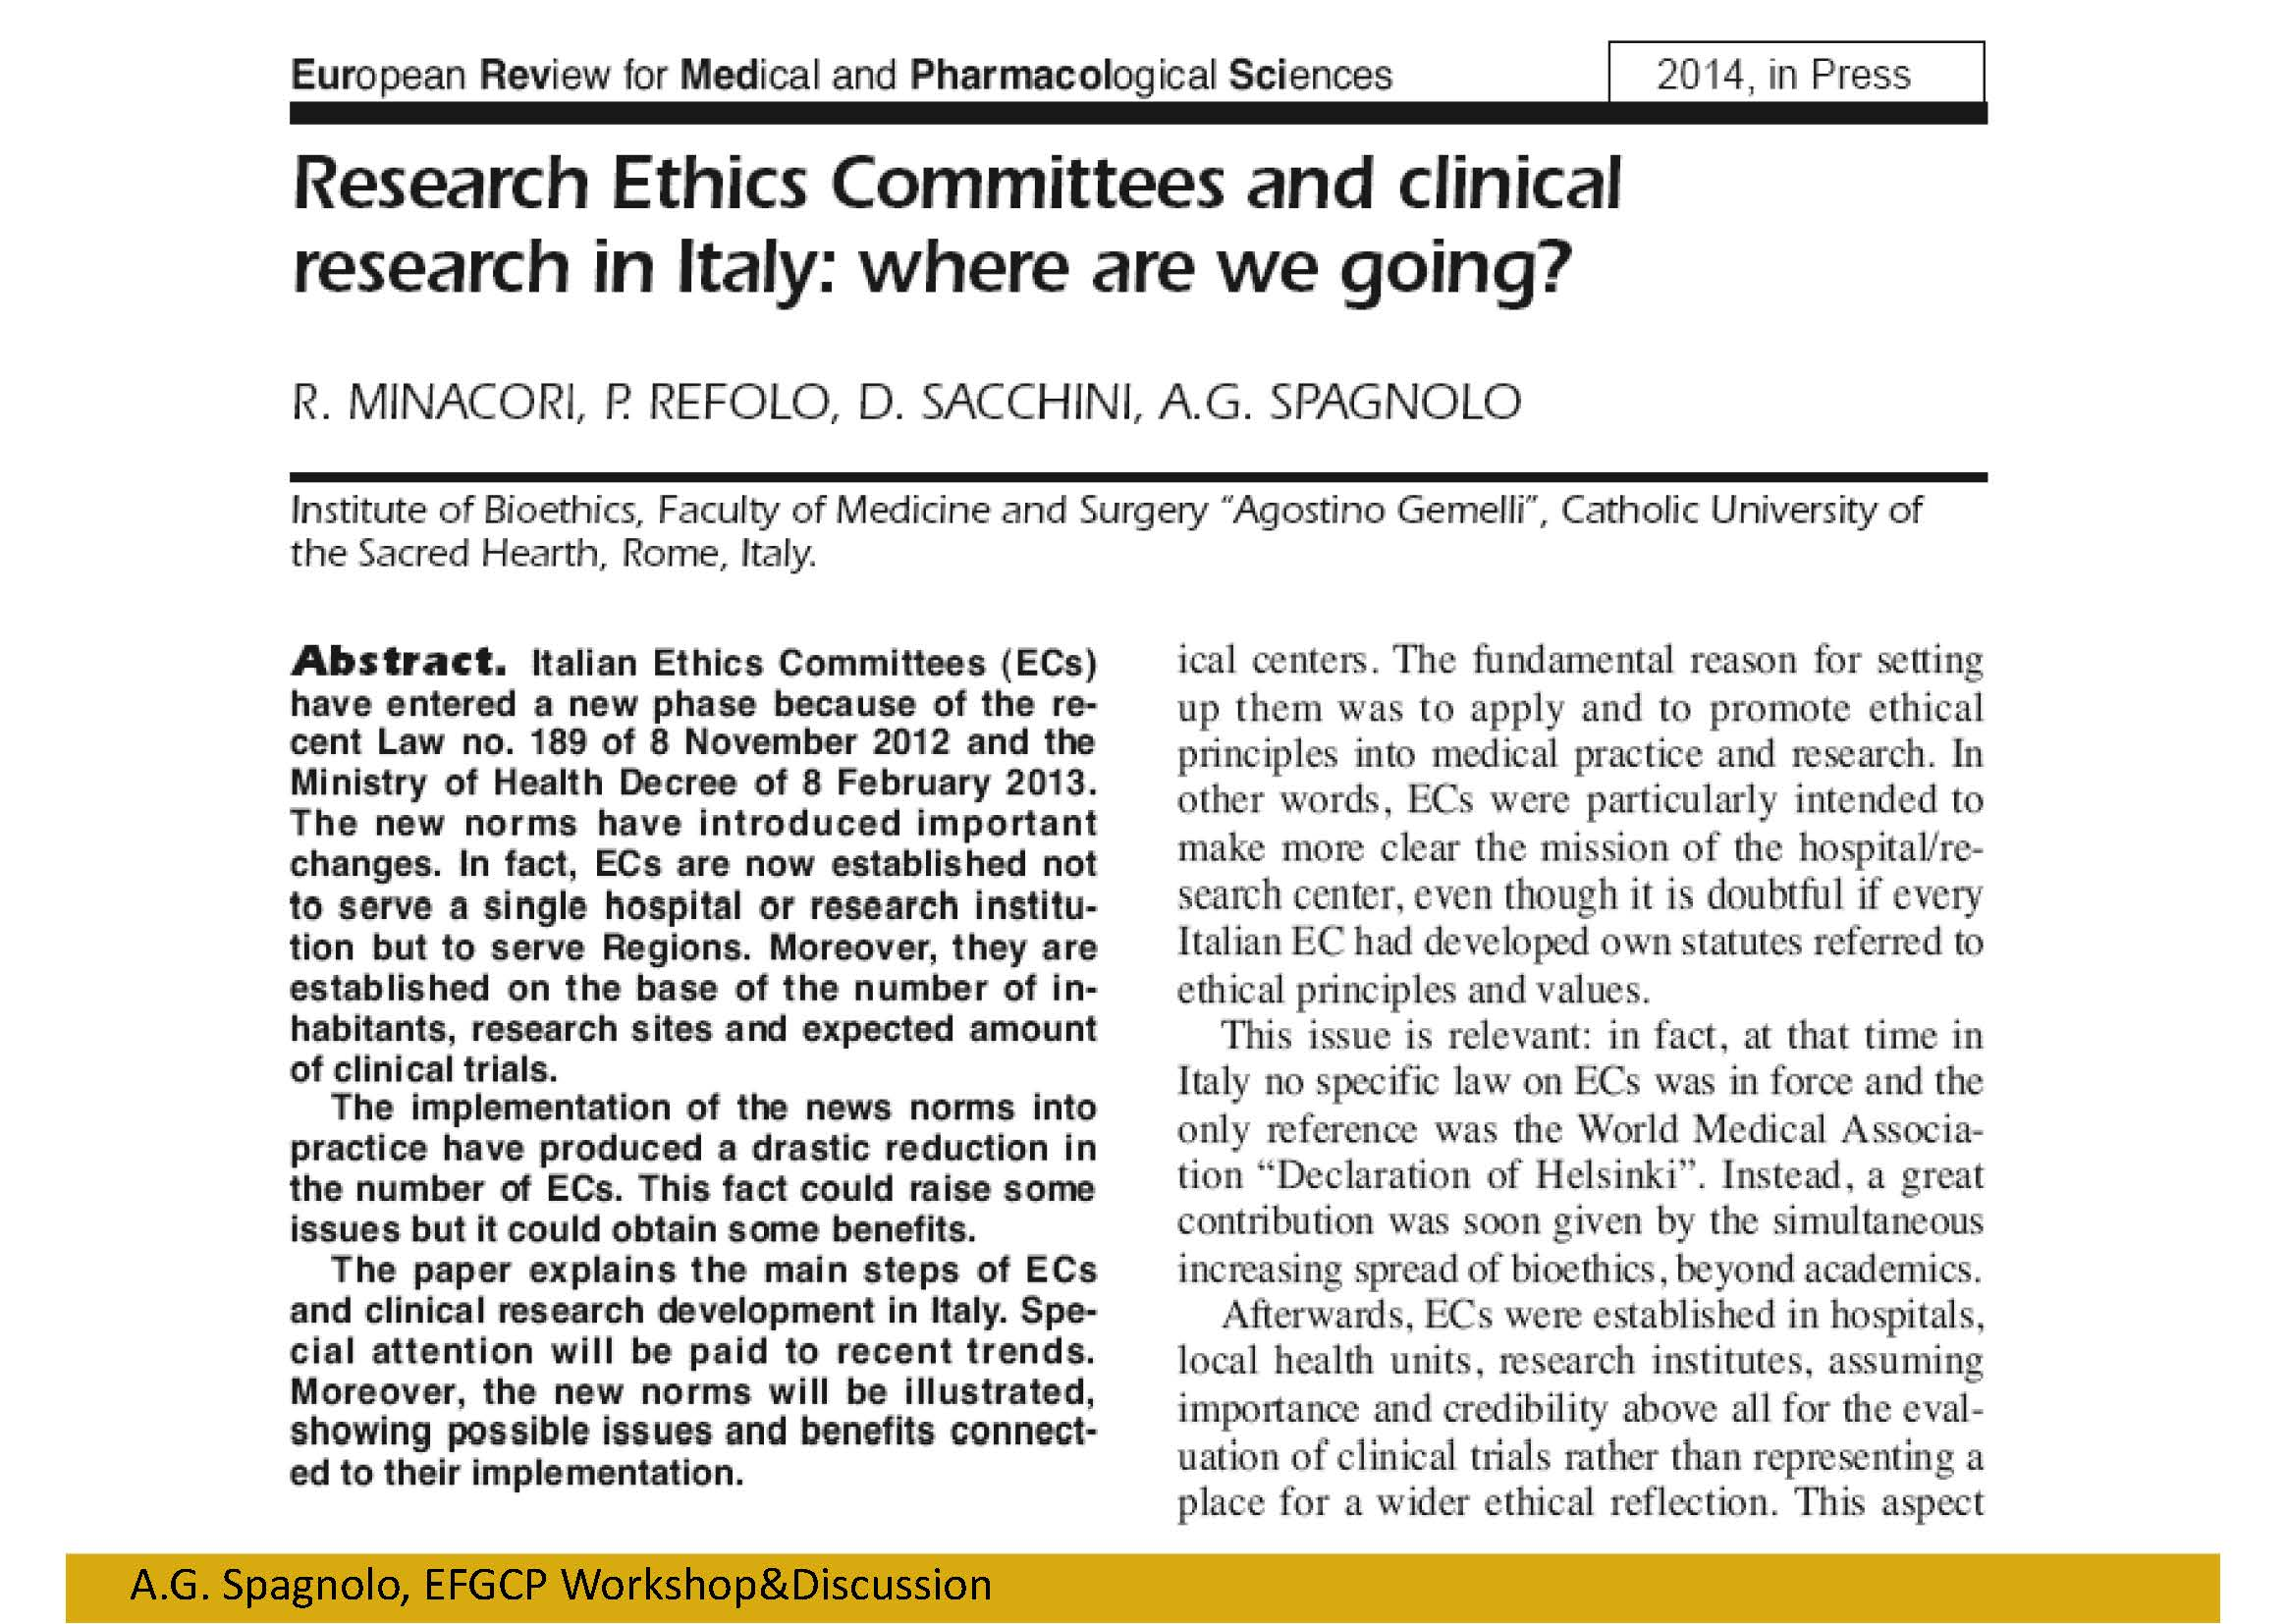 European Review for Medical and Pharmacological Sciences
2014, in Press
Research Ethics Committees and clinical
research in Italy: where are we going?
R. MINACORI, P. REFOLO, D. SACCHINI, A.G. SPAGNOLO
Institute of Bioethics, Faculty of Medicine and Surgery “Agostino Gemelli”, Catholic University of
the Sacred Hearth, Rome, Italy.
Abstract. Italian Ethics Committees (ECs)
have entered a new phase because of the re-
cent Law no. 189 of 8 November 2012 and the
Ministry of Health Decree of 8 February 2013.
The new norms have introduced important
changes. In fact, ECs are now established not
to serve a single hospital or research institu-
tion but to serve Regions. Moreover, they are
established on the base of the number of in-
habitants, research sites and expected amount
of clinical trials.
The implementation of the news norms into
practice have produced a drastic reduction in
the number of ECs. This fact could raise some
issues but it could obtain some benefits.
The paper explains the main steps of ECs
and clinical research development in Italy. Spe-
cial attention will be paid to recent trends.
Moreover, the new norms will be illustrated,
showing possible issues and benefits connect-
ed to their implementation.
ical centers. The fundamental reason for setting
up them was to apply and to promote ethical
principles into medical practice and research. In
other words, ECs were particularly intended to
make more clear the mission of the hospital/re-
search center, even though it is doubtful if every
Italian EC had developed own statutes referred to
ethical principles and values.
This issue is relevant: in fact, at that time in
Italy no specific law on ECs was in force and the
only reference was the World Medical Associa-
tion “Declaration of Helsinki”. Instead, a great
contribution was soon given by the simultaneous
increasing spread of bioethics, beyond academics.
Afterwards, ECs were established in hospitals,
local health units, research institutes, assuming
importance and credibility above all for the eval-
uation of clinical trials rather than representing a
place for a wider ethical reflection. This aspect
A.G. Spagnolo, EFGCP Workshop&Discussion